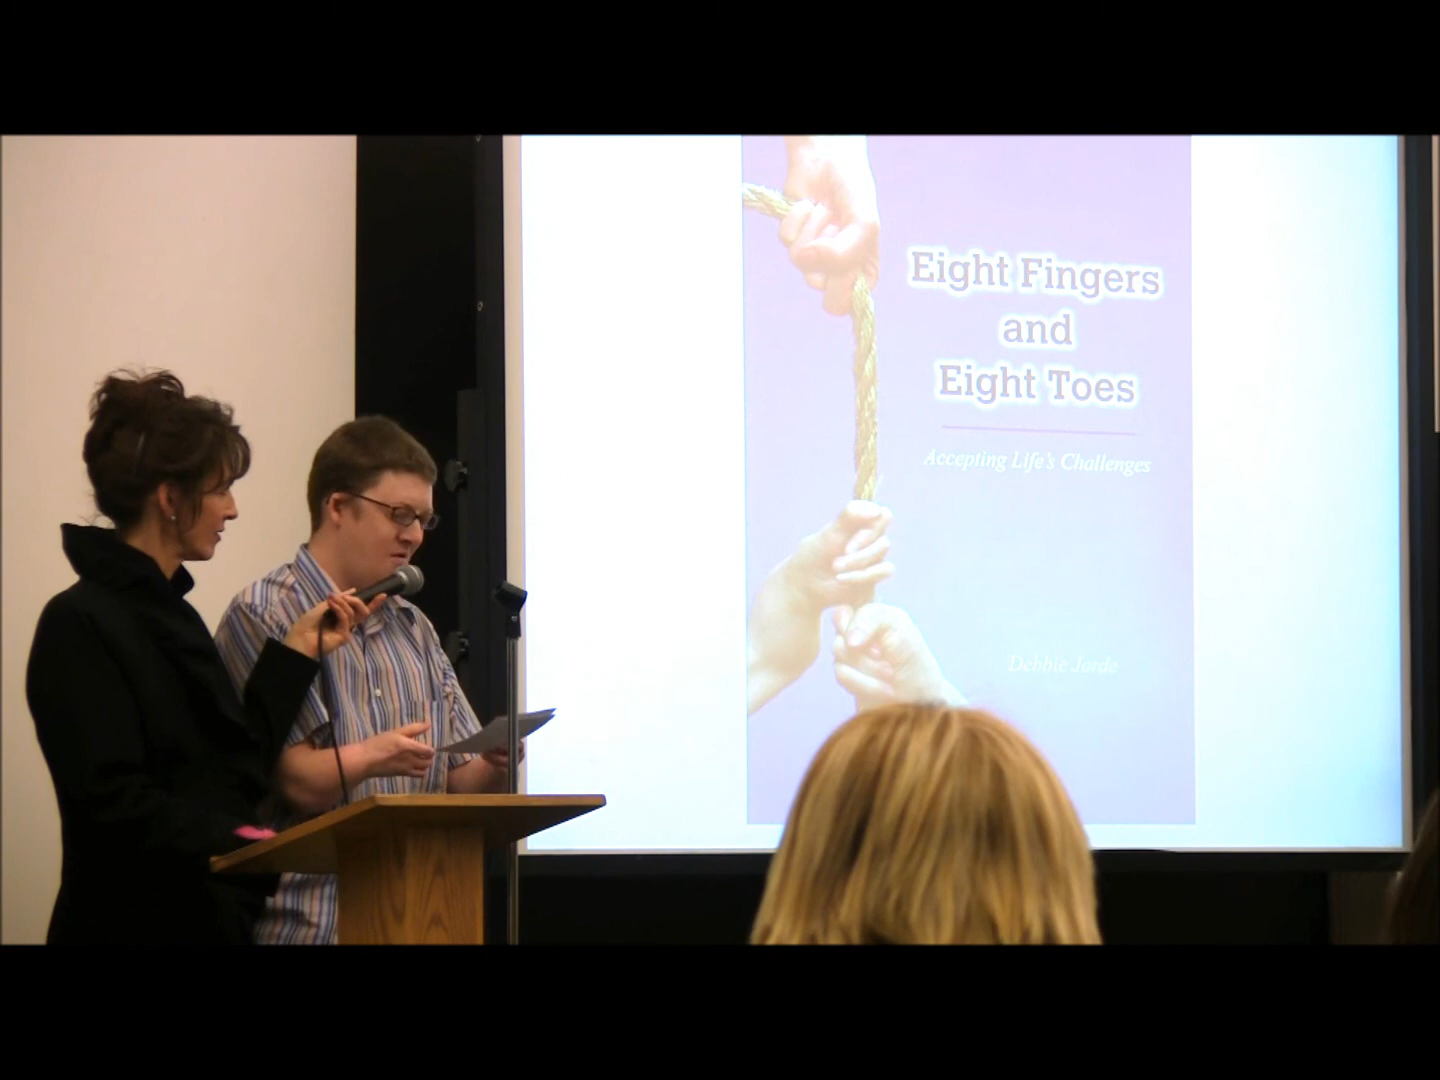 Eight Fingers
and
Eight Toes
Accepting Life's Challenges
Debbie Jorde